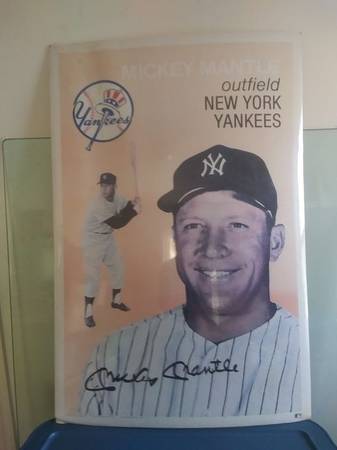 MICKEY MANTLE
outfield
NEW YORK
YANKEES
Yankees
NY
Mickey Mantle